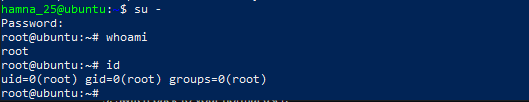 hamna_25@ubuntu: $ su -
Password:
root@ubuntu:~# whoami
root
root@ubuntu:~# id
uid=0(root) gid=0(root) groups=0(root)
root@ubuntu:~#